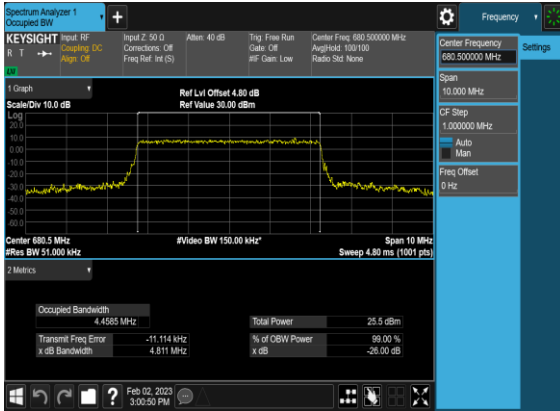 Spectrum Analyzer 1
Occupied BW
KEYSIGHT
R T
LXI
Input: RF
Coupling: DC
Align: Off
Input Z: 50 Ω
Corrections: Off
Freq Ref: Int (S)
Atten: 40 dB
Trig: Free Run
Gate: Off
#IF Gain: Low
Center Freq: 680.500000 MHz
Avg|Hold: 100/100
Radio Std: None
1 Graph
Scale/Div 10.0 dB
Ref Lvl Offset 4.80 dB
Ref Value 30.00 dBm
Log
20.0
10.0
0.00
-10.0
-20.0
-30.0
-40.0
-50.0
-60.0
Center 680.5 MHz
#Res BW 51.000 kHz
#Video BW 150.00 kHz*
Span 10 MHz
Sweep 4.80 ms (1001 pts)
2 Metrics
Occupied Bandwidth
4.4585 MHz
Transmit Freq Error -11.114 kHz
x dB Bandwidth 4.811 MHz
Total Power 25.5 dBm
% of OBW Power 99.00 %
x dB -26.00 dB
Feb 02, 2023
3:00:50 PM
Frequency
Settings
Center Frequency
680.500000 MHz
Span
10.000 MHz
CF Step
1.000000 MHz
Auto
Man
Freq Offset
0 Hz